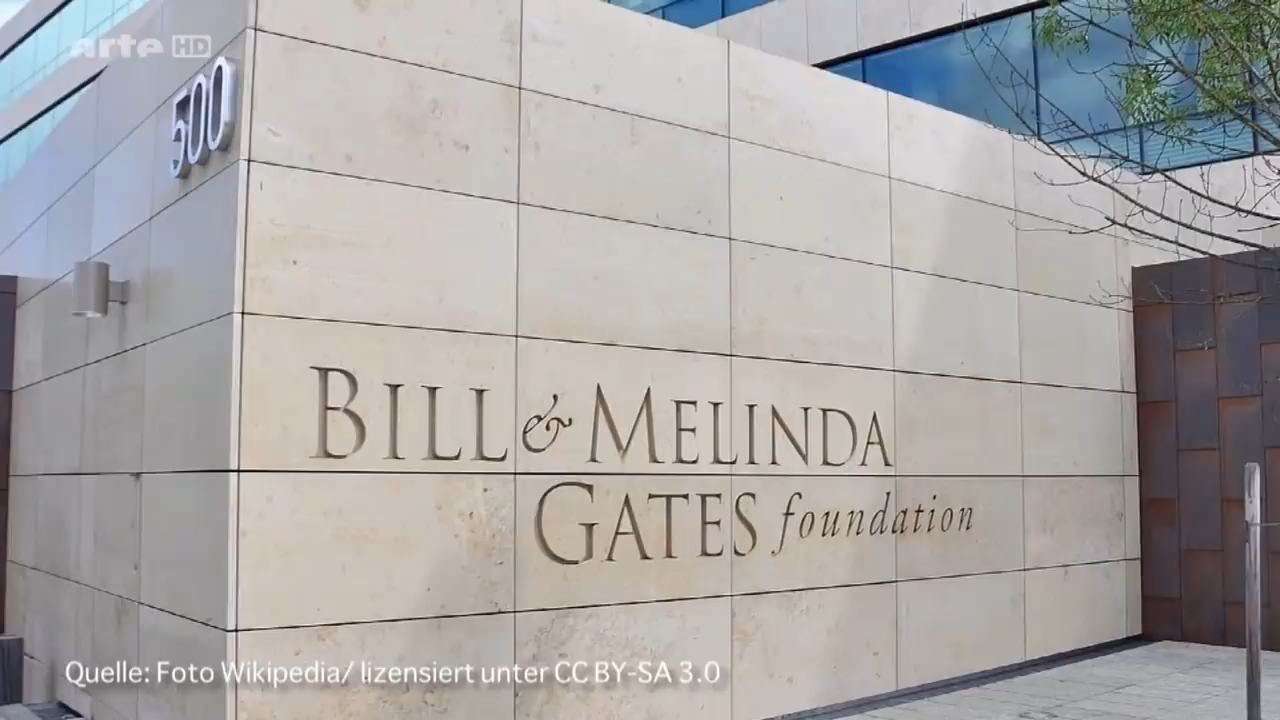 arte HD
500
BILL & MELINDA
GATES foundation
Quelle: Foto Wikipedia/ lizensiert unter CC BY-SA 3.0